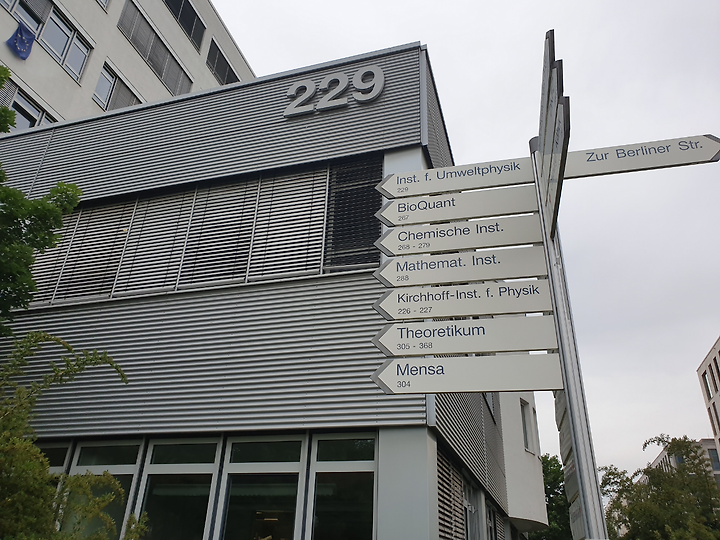 229
Zur Berliner Str.
Inst. f. Umweltphysik
229
BioQuant
267
Chemische Inst.
268 - 279
Mathemat. Inst.
288
Kirchhoff-Inst. f. Physik
226 - 227
Theoretikum
305 - 368
Mensa
304